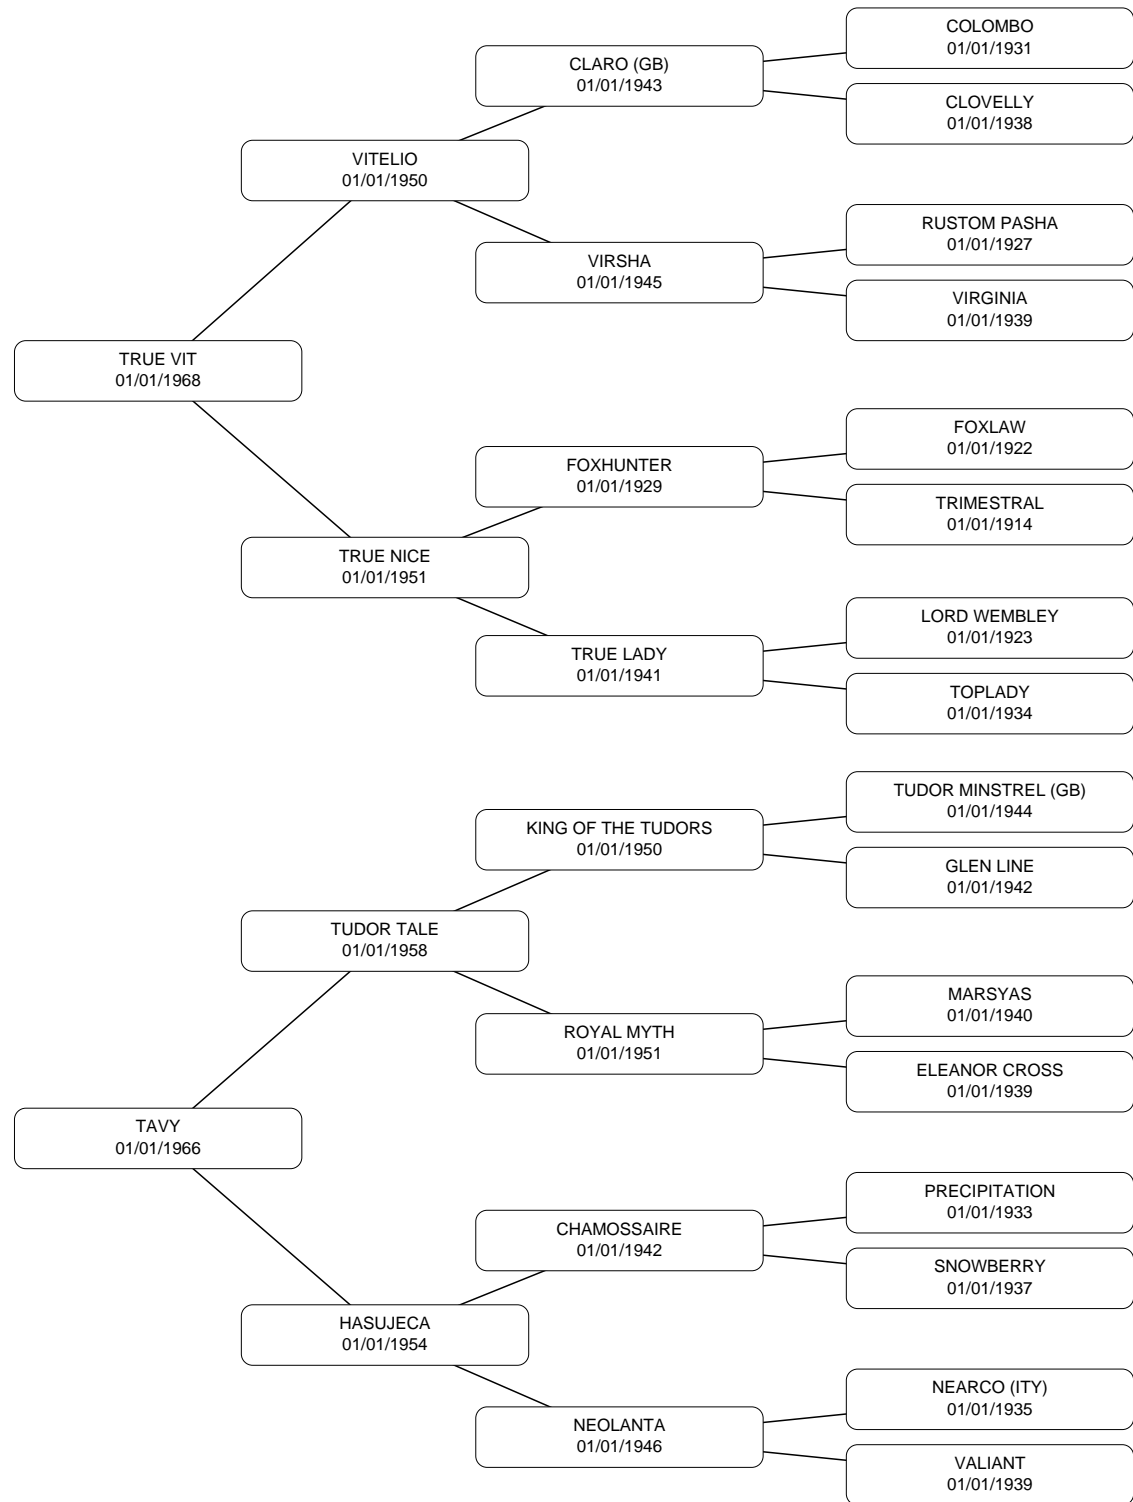 COLOMBO
01/01/1931
CLARO (GB)
01/01/1943
CLOVELLY
01/01/1938
VITELIO
01/01/1950
RUSTOM PASHA
01/01/1927
VIRSHA
01/01/1945
VIRGINIA
01/01/1939
TRUE VIT
01/01/1968
FOXLAW
01/01/1922
FOXHUNTER
01/01/1929
TRIMESTRAL
01/01/1914
TRUE NICE
01/01/1951
LORD WEMBLEY
01/01/1923
TRUE LADY
01/01/1941
TOPLADY
01/01/1934
TUDOR MINSTREL (GB)
01/01/1944
KING OF THE TUDORS
01/01/1950
GLEN LINE
01/01/1942
TUDOR TALE
01/01/1958
MARSYAS
01/01/1940
ROYAL MYTH
01/01/1951
ELEANOR CROSS
01/01/1939
TAVY
01/01/1966
PRECIPITATION
01/01/1933
CHAMOSSAIRE
01/01/1942
SNOWBERRY
01/01/1937
HASUJECA
01/01/1954
NEARCO (ITY)
01/01/1935
NEOLANTA
01/01/1946
VALIANT
01/01/1939